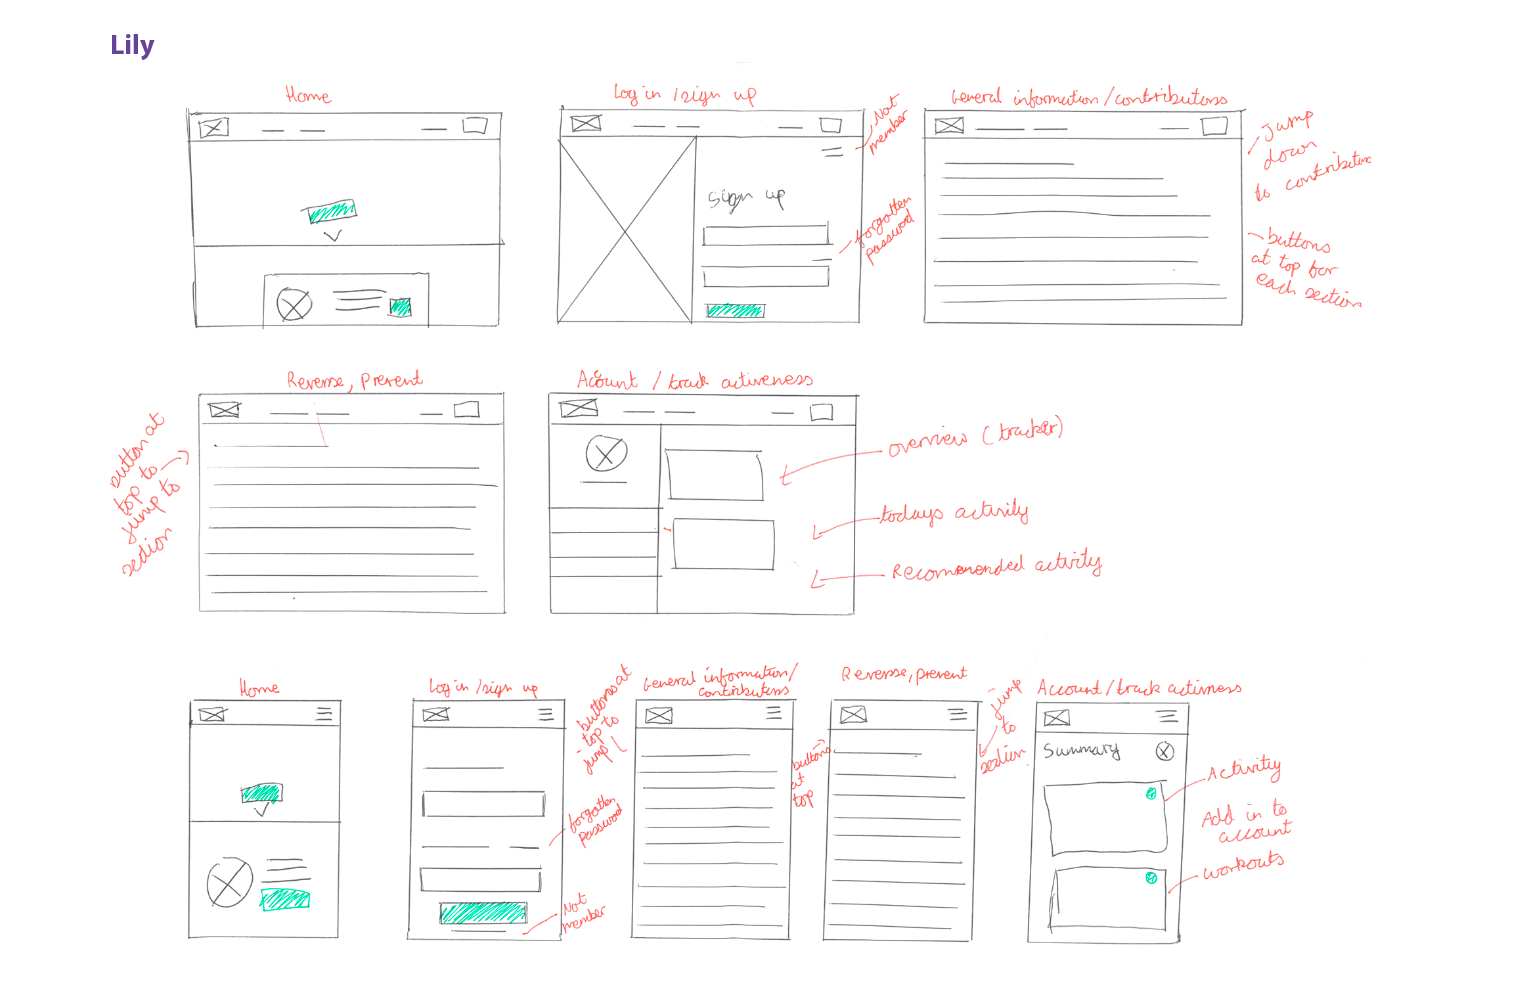 Lily
Home
Log in / sign up
Not
member
Sign up
forgotten
password
General information / contributors
Jump
down
to contributors
buttons
at top for
each section
Reverse, prevent
button at
top to
jump to
section
Account / track activeness
overview (tracker)
todays activity
Recommended activity
Home
Log in / sign up
forgotten
password
Not
member
buttons at
top to
jump
General information /
contributors
Reverse, prevent
buttons
at
top
jump
to
section
Account / track activeness
Summary
Activity
Add in to
account
workouts